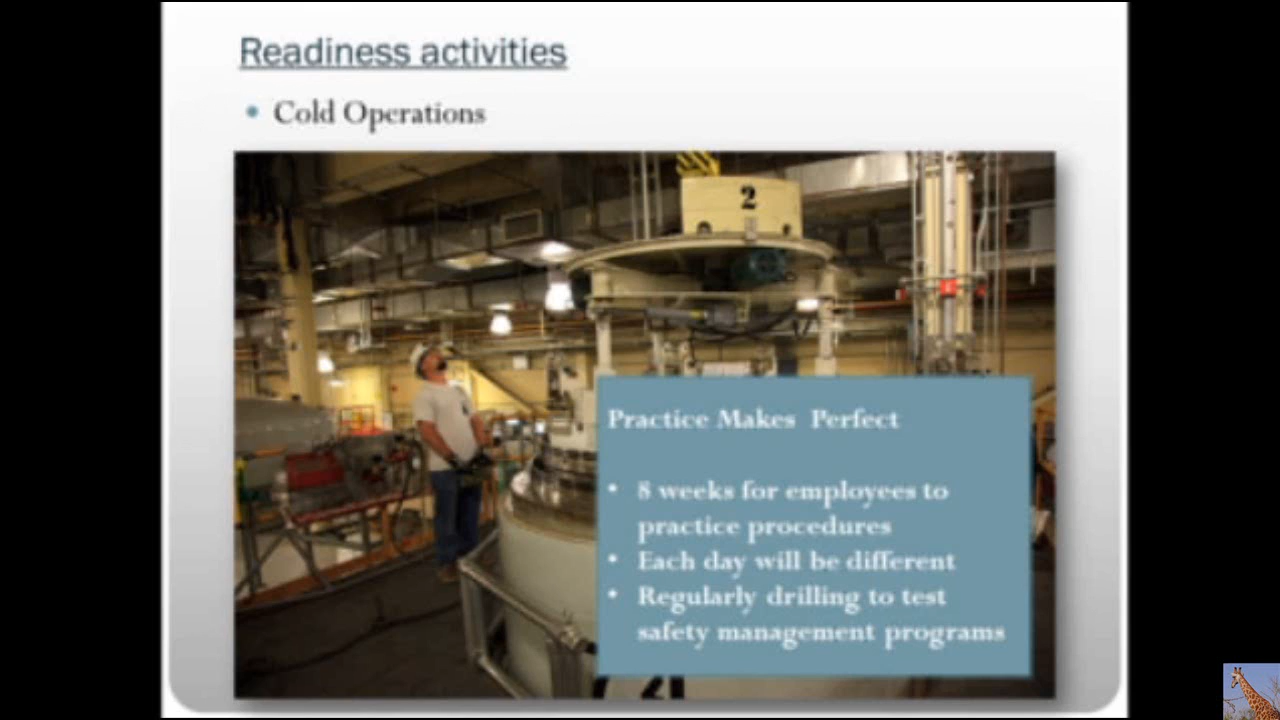 Readiness activities
• Cold Operations
2
Practice Makes Perfect
• 8 weeks for employees to
practice procedures
• Each day will be different
• Regularly drilling to test
safety management programs